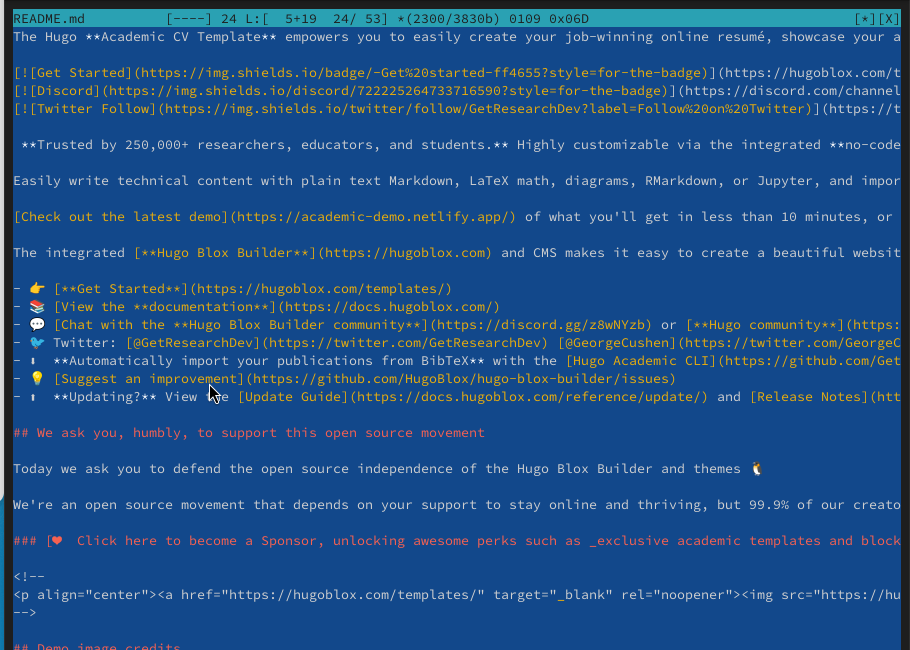 README.md [----] 24 L:[ 5+19 24/ 53] *(2300/3830b) 0109 0x06D [*][X]
The Hugo **Academic CV Template** empowers you to easily create your job-winning online resumé, showcase your a
[![Get Started](https://img.shields.io/badge/-Get%20started-ff4655?style=for-the-badge)](https://hugoblox.com/t
[![Discord](https://img.shields.io/discord/722225264733716590?style=for-the-badge)](https://discord.com/channel
[![Twitter Follow](https://img.shields.io/twitter/follow/GetResearchDev?label=Follow%20on%20Twitter)](https://t
**Trusted by 250,000+ researchers, educators, and students.** Highly customizable via the integrated **no-code
Easily write technical content with plain text Markdown, LaTeX math, diagrams, RMarkdown, or Jupyter, and impor
[Check out the latest demo](https://academic-demo.netlify.app/) of what you'll get in less than 10 minutes, or
The integrated [**Hugo Blox Builder**](https://hugoblox.com) and CMS makes it easy to create a beautiful websit
- 👉 [**Get Started**](https://hugoblox.com/templates/)
- 📚 [View the **documentation**](https://docs.hugoblox.com/)
- 💬 [Chat with the **Hugo Blox Builder community**](https://discord.gg/z8wNYzb) or [**Hugo community**](https:
- 🐦 Twitter: [@GetResearchDev](https://twitter.com/GetResearchDev) [@GeorgeCushen](https://twitter.com/GeorgeC
- ⬇ **Automatically import your publications from BibTeX** with the [Hugo Academic CLI](https://github.com/Get
- 💡 [Suggest an improvement](https://github.com/HugoBlox/hugo-blox-builder/issues)
- ⬆ **Updating?** View the [Update Guide](https://docs.hugoblox.com/reference/update/) and [Release Notes](htt
## We ask you, humbly, to support this open source movement
Today we ask you to defend the open source independence of the Hugo Blox Builder and themes 🐧
We're an open source movement that depends on your support to stay online and thriving, but 99.9% of our creato
### [❤ Click here to become a Sponsor, unlocking awesome perks such as _exclusive academic templates and block
<!--
<p align="center"><a href="https://hugoblox.com/templates/" target="_blank" rel="noopener"><img src="https://hu
-->
## Demo image credits